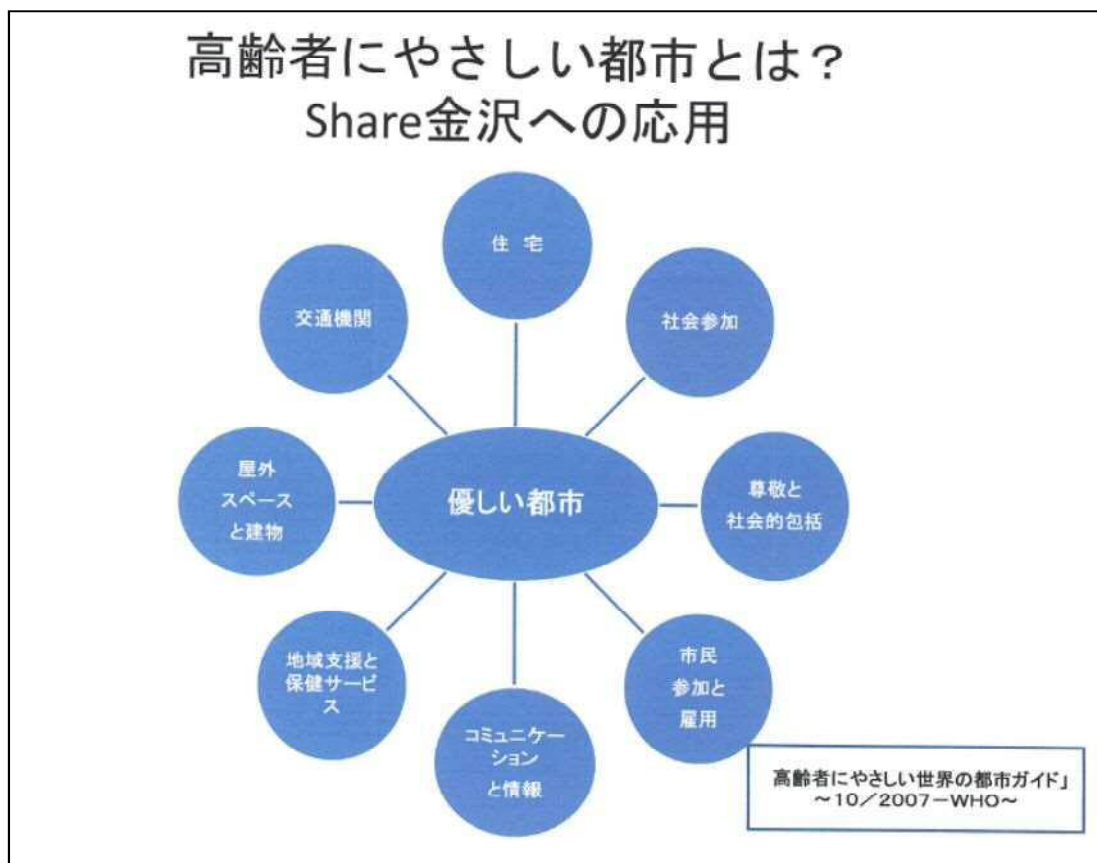 高齢者にやさしい都市とは？
Share金沢への応用
住 宅
社会参加
尊敬と
社会的包括
市民
参加と
雇用
コミュニケー
ション
と情報
地域支援と
保健サービ
ス
屋外
スペース
と建物
交通機関
優しい都市
高齢者にやさしい世界の都市ガイド」
～10／2007－WHO～